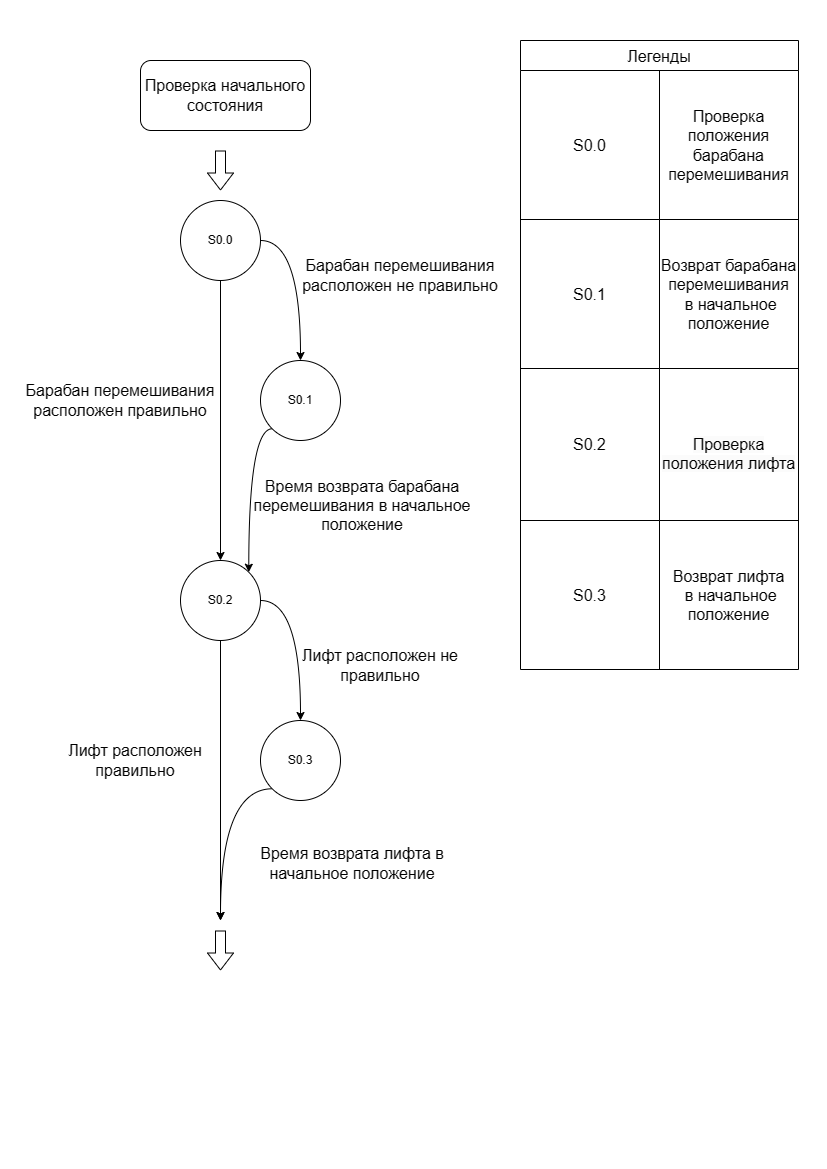 Проверка начального
состояния
S0.0
Барабан перемешивания
расположен не правильно
Барабан перемешивания
расположен правильно
S0.1
Время возврата барабана
перемешивания в начальное
положение
S0.2
Лифт расположен не
правильно
Лифт расположен
правильно
S0.3
Время возврата лифта в
начальное положение
Легенды
S0.0
Проверка
положения
барабана
перемешивания
S0.1
Возврат барабана
перемешивания
в начальное
положение
S0.2
Проверка
положения лифта
S0.3
Возврат лифта
в начальное
положение